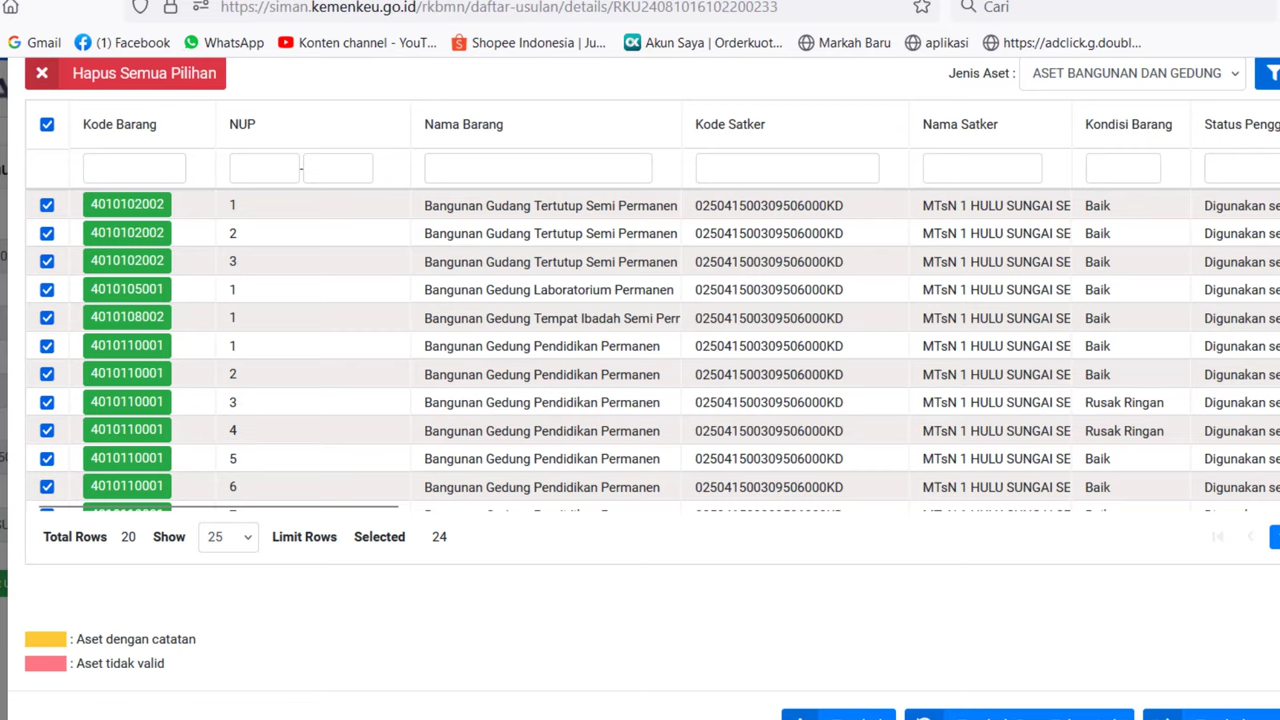 https://siman.kemenkeu.go.id/rkbmn/daftar-usulan/details/RKU24081016102200233 Cari
Gmail (1) Facebook WhatsApp Konten channel - YouT... Shopee Indonesia | Ju... Akun Saya | Orderkuot... Markah Baru aplikasi https://adclick.g.doubl...
Hapus Semua Pilihan Jenis Aset : ASET BANGUNAN DAN GEDUNG
Kode Barang NUP Nama Barang Kode Satker Nama Satker Kondisi Barang Status Pengg
-
4010102002 1 Bangunan Gudang Tertutup Semi Permanen 025041500309506000KD MTsN 1 HULU SUNGAI SE Baik Digunakan se
4010102002 2 Bangunan Gudang Tertutup Semi Permanen 025041500309506000KD MTsN 1 HULU SUNGAI SE Baik Digunakan se
4010102002 3 Bangunan Gudang Tertutup Semi Permanen 025041500309506000KD MTsN 1 HULU SUNGAI SE Baik Digunakan se
4010105001 1 Bangunan Gedung Laboratorium Permanen 025041500309506000KD MTsN 1 HULU SUNGAI SE Baik Digunakan se
4010108002 1 Bangunan Gedung Tempat Ibadah Semi Perr 025041500309506000KD MTsN 1 HULU SUNGAI SE Baik Digunakan se
4010110001 1 Bangunan Gedung Pendidikan Permanen 025041500309506000KD MTsN 1 HULU SUNGAI SE Baik Digunakan se
4010110001 2 Bangunan Gedung Pendidikan Permanen 025041500309506000KD MTsN 1 HULU SUNGAI SE Baik Digunakan se
4010110001 3 Bangunan Gedung Pendidikan Permanen 025041500309506000KD MTsN 1 HULU SUNGAI SE Rusak Ringan Digunakan se
4010110001 4 Bangunan Gedung Pendidikan Permanen 025041500309506000KD MTsN 1 HULU SUNGAI SE Rusak Ringan Digunakan se
4010110001 5 Bangunan Gedung Pendidikan Permanen 025041500309506000KD MTsN 1 HULU SUNGAI SE Baik Digunakan se
4010110001 6 Bangunan Gedung Pendidikan Permanen 025041500309506000KD MTsN 1 HULU SUNGAI SE Baik Digunakan se
Total Rows 20 Show 25 Limit Rows Selected 24
: Aset dengan catatan
: Aset tidak valid